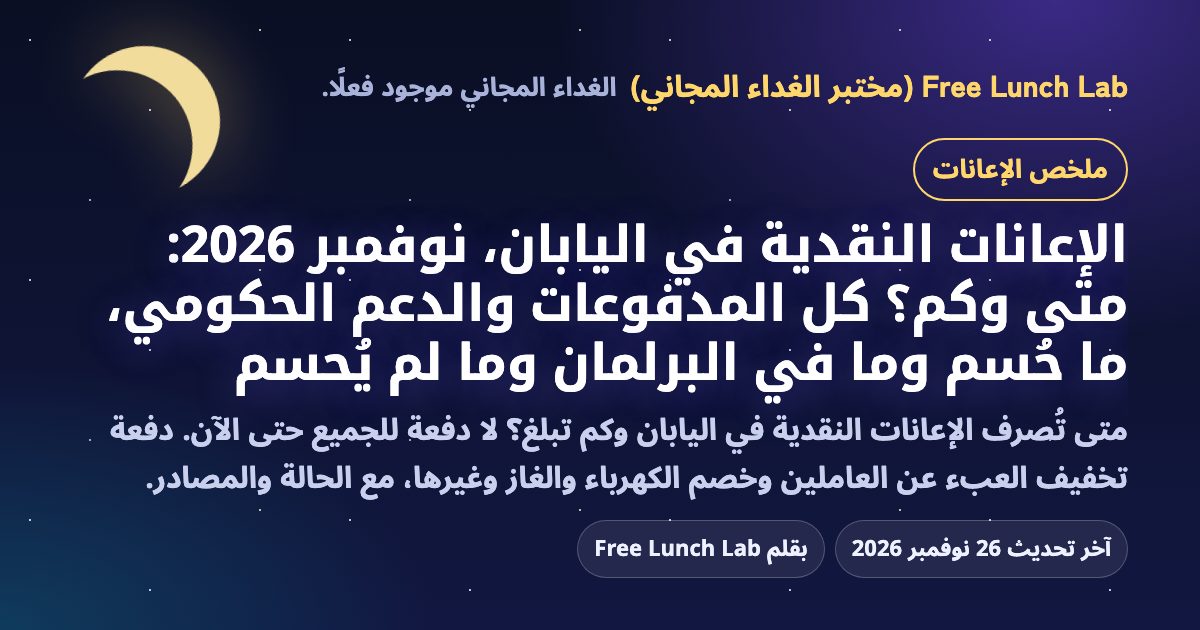 Free Lunch Lab (مختبر الغداء المجاني) الغداء المجاني موجود فعلًا.
ملخص الإعانات
الإعانات النقدية في اليابان، نوفمبر 2026:
متى وكم؟ كل المدفوعات والدعم الحكومي،
ما حُسم وما في البرلمان وما لم يُحسم
متى تُصرف الإعانات النقدية في اليابان وكم تبلغ؟ لا دفعة للجميع حتى الآن. دفعة
تخفيف العبء عن العاملين وخصم الكهرباء والغاز وغيرها، مع الحالة والمصادر.
آخر تحديث 26 نوفمبر 2026
بقلم Free Lunch Lab